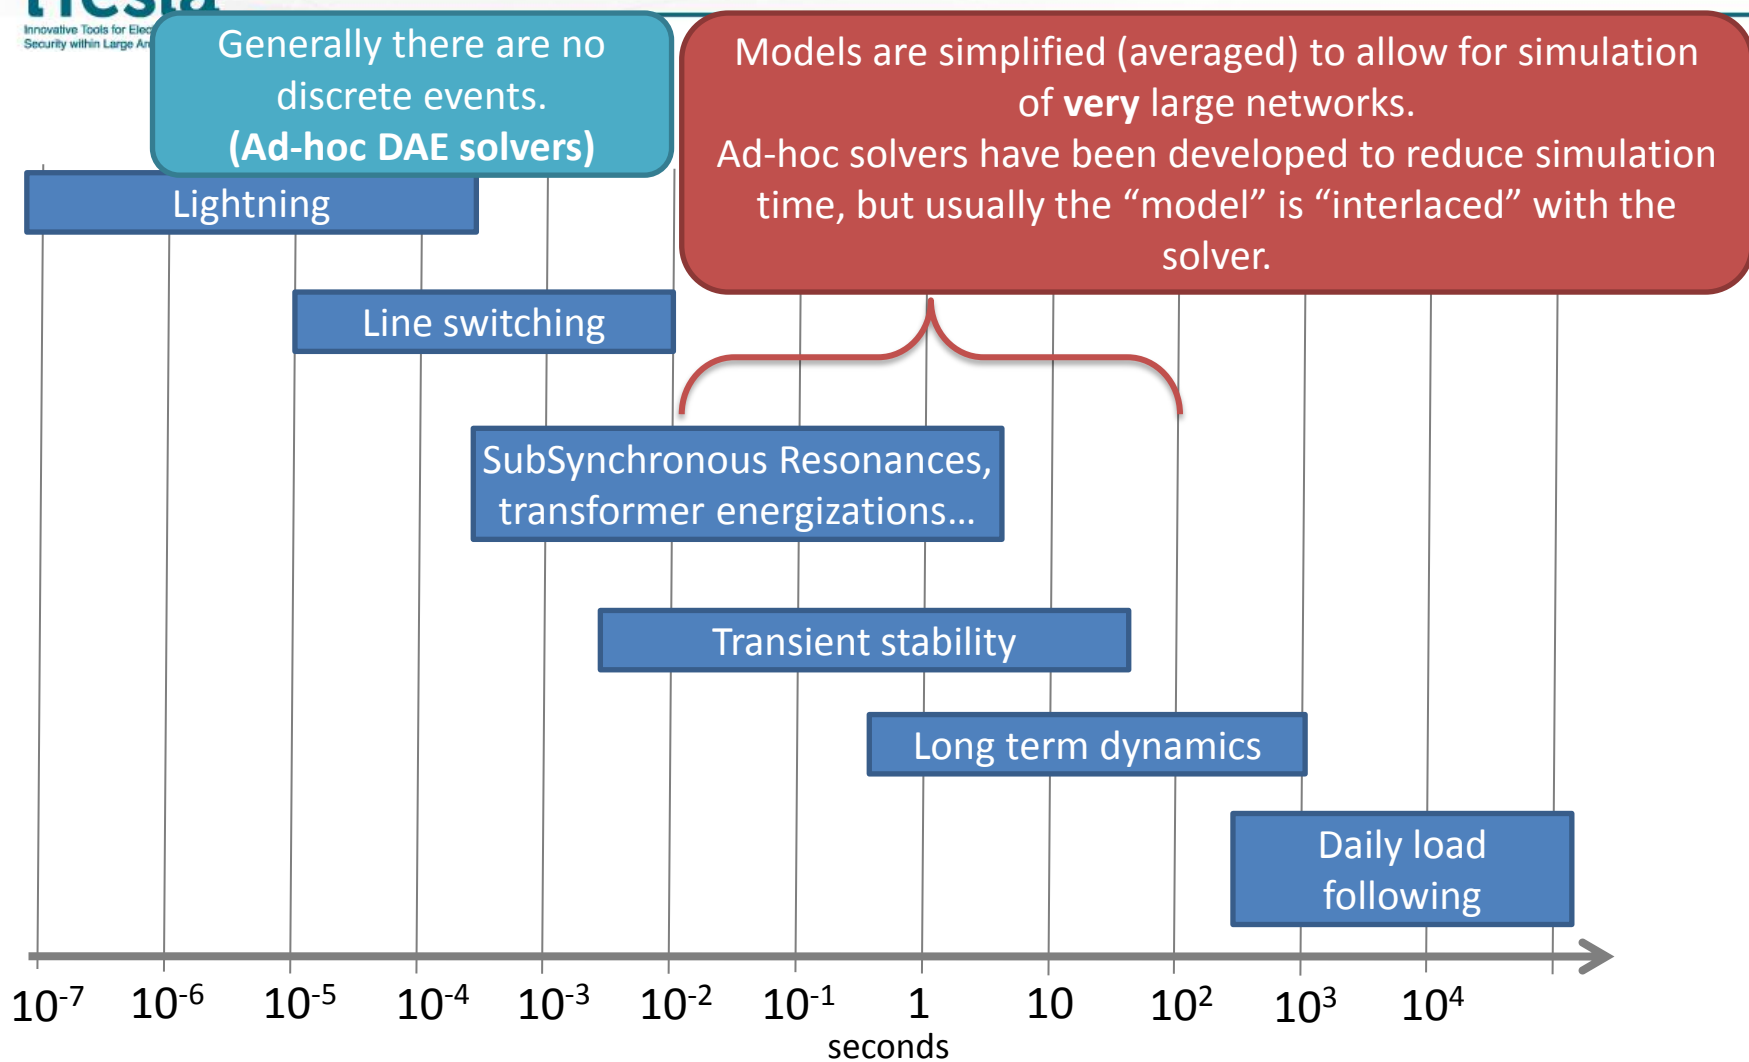 Innovative Tools for Elec
Security within Large Ar
Generally there are no
discrete events.
(Ad-hoc DAE solvers)
Models are simplified (averaged) to allow for simulation
of very large networks.
Ad-hoc solvers have been developed to reduce simulation
time, but usually the “model” is “interlaced” with the
solver.
Lightning
Line switching
SubSynchronous Resonances,
transformer energizations...
Transient stability
Long term dynamics
Daily load
following
10⁻⁷ 10⁻⁶ 10⁻⁵ 10⁻⁴ 10⁻³ 10⁻² 10⁻¹ 1 10 10² 10³ 10⁴
seconds